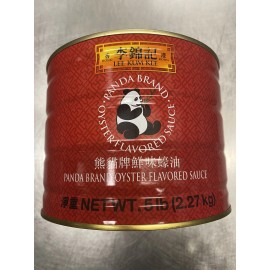 李錦記
LEE KUM KEE
PANDA BRAND
OYSTER FLAVORED SAUCE
熊貓牌鮮味蠔油
PANDA BRAND OYSTER FLAVORED SAUCE
淨重 NET WT. 5 lb (2.27 kg)